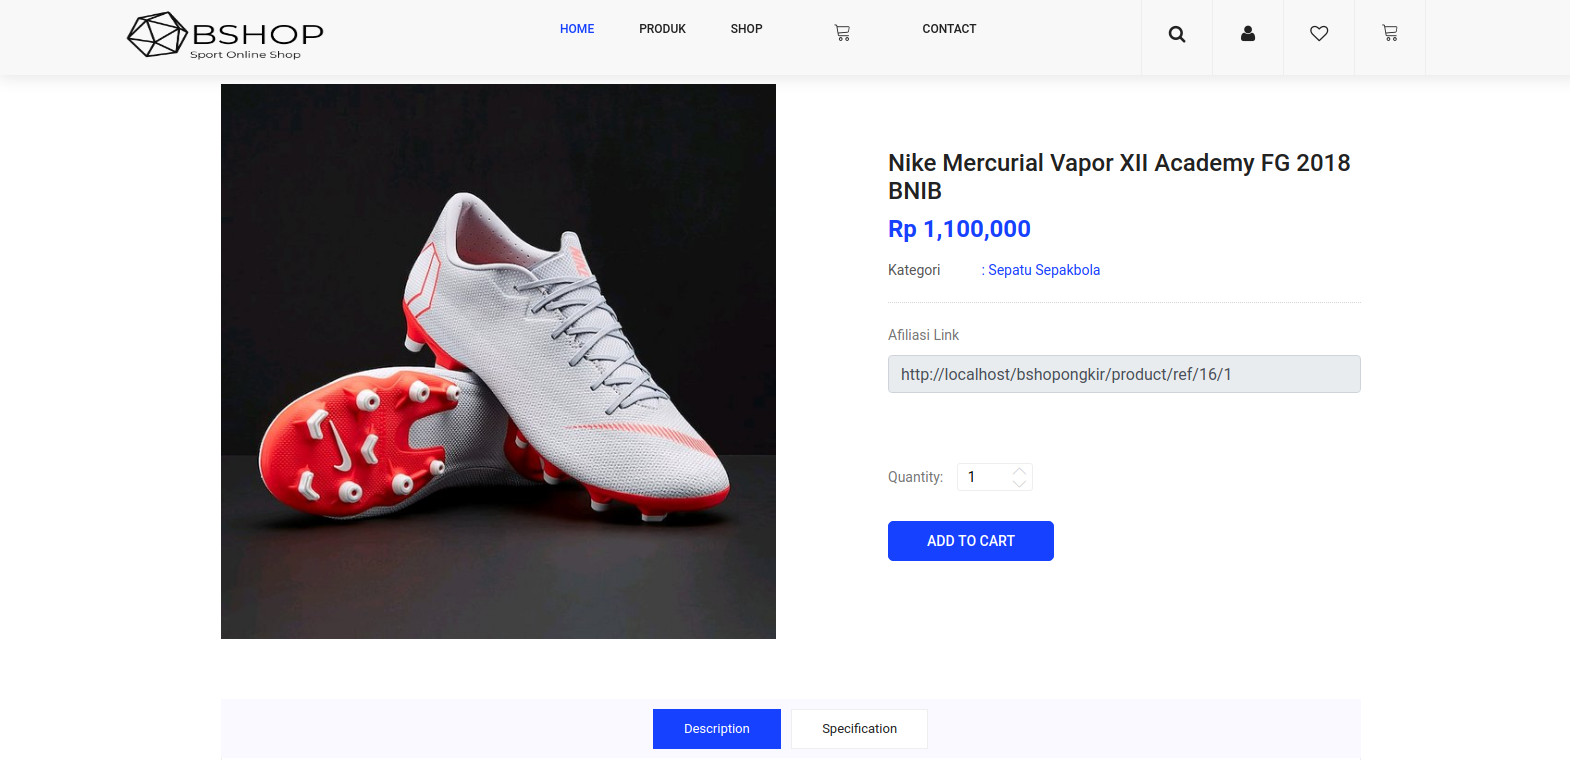 BSHOP
Sport Online Shop
HOME
PRODUK
SHOP
CONTACT
Nike Mercurial Vapor XII Academy FG 2018
BNIB
Rp 1,100,000
Kategori : Sepatu Sepakbola
Afiliasi Link
http://localhost/bshopongkir/product/ref/16/1
Quantity: 1
ADD TO CART
Description
Specification